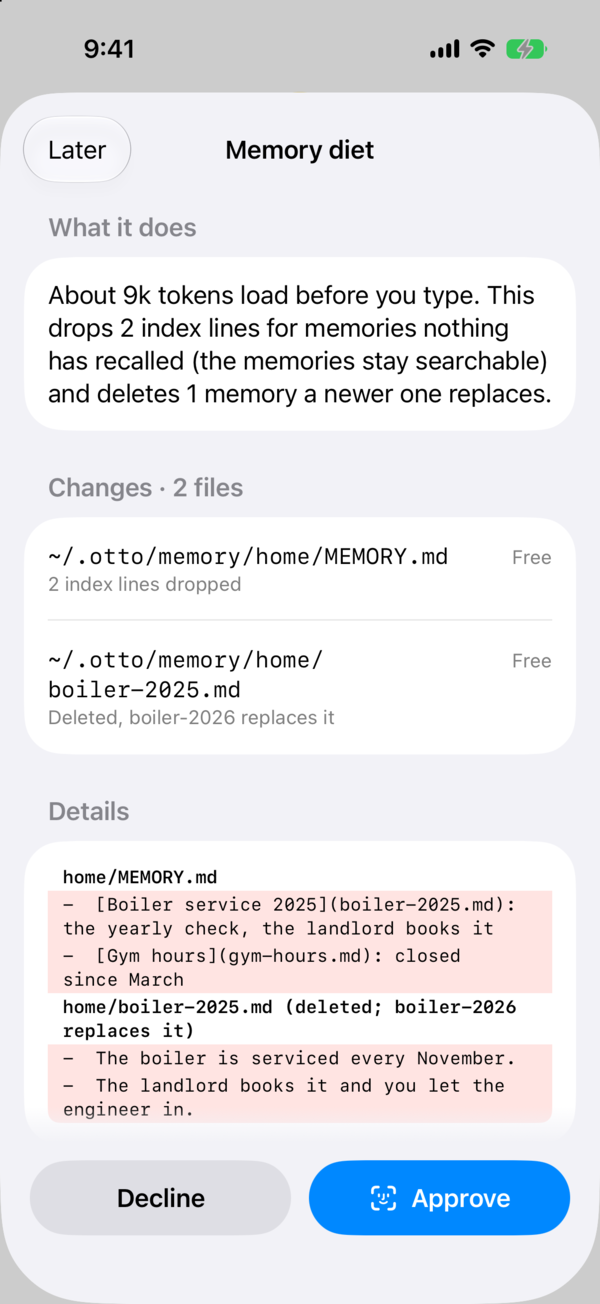 9:41
Later
Memory diet
What it does
About 9k tokens load before you type. This
drops 2 index lines for memories nothing
has recalled (the memories stay searchable)
and deletes 1 memory a newer one replaces.
Changes · 2 files
~/.otto/memory/home/MEMORY.md
Free
2 index lines dropped
~/.otto/memory/home/
boiler-2025.md
Free
Deleted, boiler-2026 replaces it
Details
home/MEMORY.md
– [Boiler service 2025](boiler-2025.md):
the yearly check, the landlord books it
– [Gym hours](gym-hours.md): closed
since March
home/boiler-2025.md (deleted; boiler-2026
replaces it)
– The boiler is serviced every November.
– The landlord books it and you let the
engineer in.
Decline
Approve